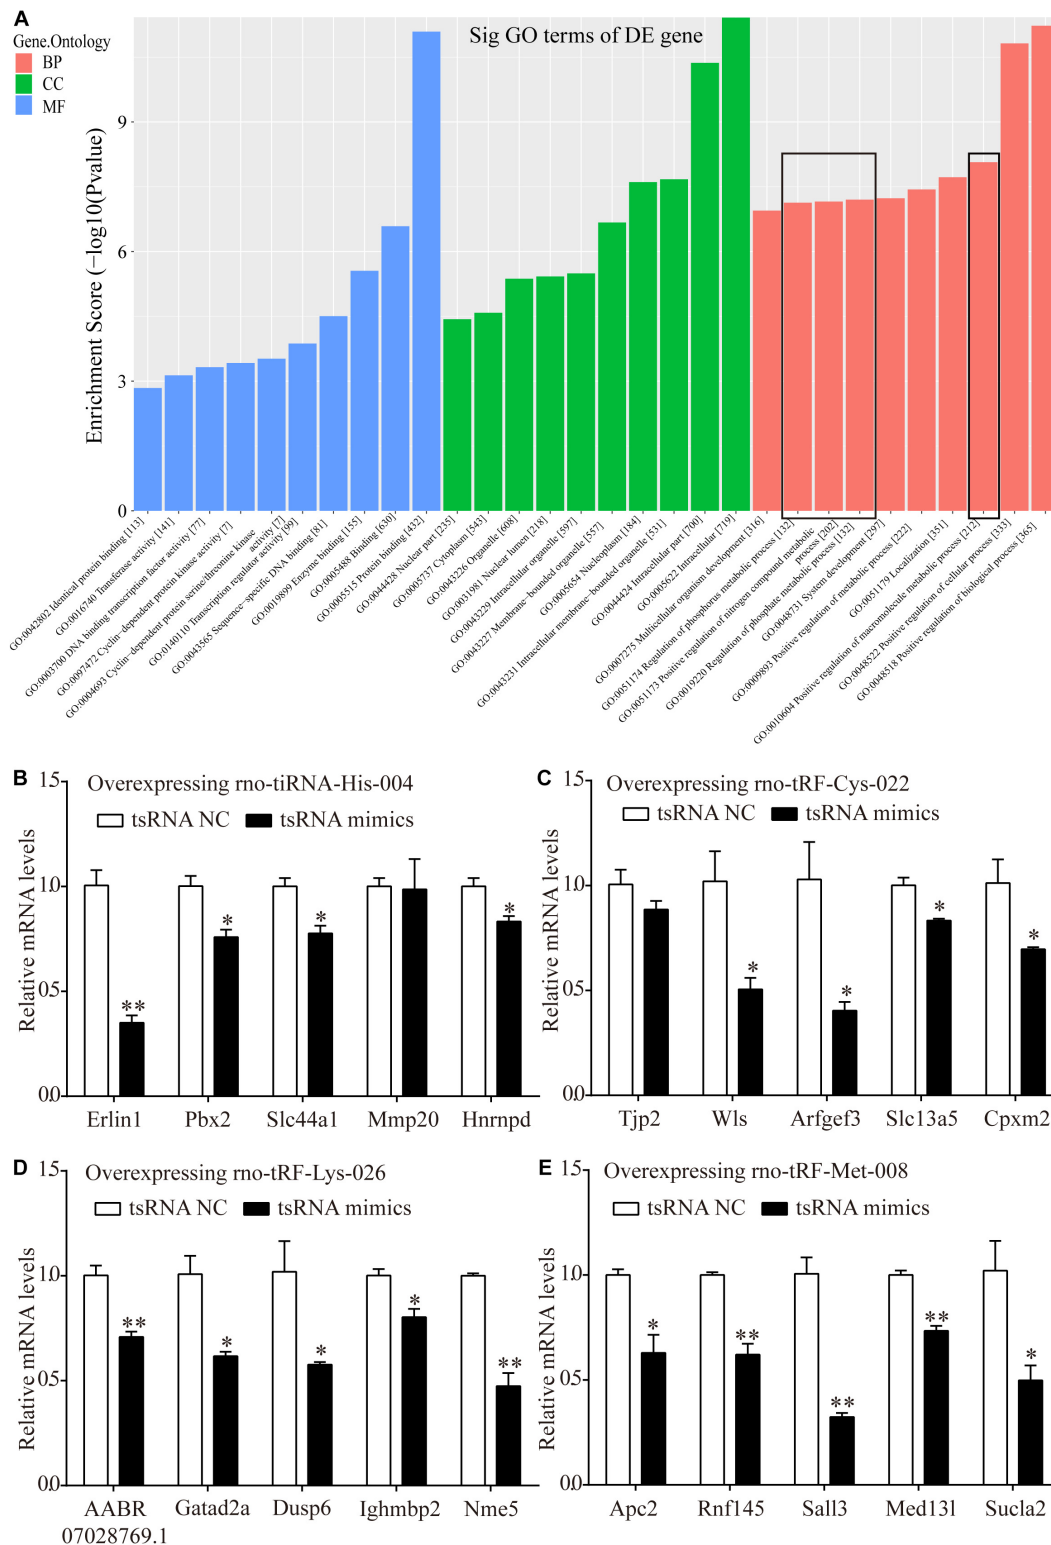 A
Sig GO terms of DE gene
Gene.Ontology
BP
CC
MF
Enrichment Score (−log10(Pvalue)
9
6
3
0
GO:0042802 Identical protein binding [113]
GO:0016740 Transferase activity [141]
GO:0003700 DNA binding transcription factor activity [77]
GO:0097472 Cyclin−dependent protein kinase activity [7]
GO:0004693 Cyclin−dependent protein serine/threonine kinase
activity [7]
GO:0140110 Transcription regulator activity [99]
GO:0043565 Sequence−specific DNA binding [81]
GO:0019899 Enzyme binding [155]
GO:0005488 Binding [630]
GO:0005515 Protein binding [432]
GO:0044428 Nuclear part [235]
GO:0005737 Cytoplasm [543]
GO:0043226 Organelle [608]
GO:0031981 Nuclear lumen [218]
GO:0043229 Intracellular organelle [597]
GO:0043227 Membrane−bounded organelle [557]
GO:0005654 Nucleoplasm [184]
GO:0043231 Intracellular membrane−bounded organelle [531]
GO:0044424 Intracellular part [700]
GO:0005622 Intracellular [719]
GO:0007275 Multicellular organism development [316]
GO:0051174 Regulation of phosphorus metabolic process [132]
GO:0051173 Positive regulation of nitrogen compound metabolic
process [202]
GO:0019220 Regulation of phosphate metabolic process [132]
GO:0048731 System development [297]
GO:0009893 Positive regulation of metabolic process [222]
GO:0051179 Localization [351]
GO:0010604 Positive regulation of macromolecule metabolic process [212]
GO:0048522 Positive regulation of cellular process [333]
GO:0048518 Positive regulation of biological process [365]
B
Overexpressing rno-tiRNA-His-004
tsRNA NC
tsRNA mimics
Relative mRNA levels
1.5
1.0
0.5
0.0
**
*
*
*
Erlin1 Pbx2 Slc44a1 Mmp20 Hnrnpd
C
Overexpressing rno-tRF-Cys-022
tsRNA NC
tsRNA mimics
Relative mRNA levels
1.5
1.0
0.5
0.0
*
*
*
*
Tjp2 Wls Arfgef3 Slc13a5 Cpxm2
D
Overexpressing rno-tRF-Lys-026
tsRNA NC
tsRNA mimics
Relative mRNA levels
1.5
1.0
0.5
0.0
**
*
*
*
**
AABR Gatad2a Dusp6 Ighmbp2 Nme5
07028769.1
E
Overexpressing rno-tRF-Met-008
tsRNA NC
tsRNA mimics
Relative mRNA levels
1.5
1.0
0.5
0.0
*
**
**
**
*
Apc2 Rnf145 Sall3 Med13l Sucla2